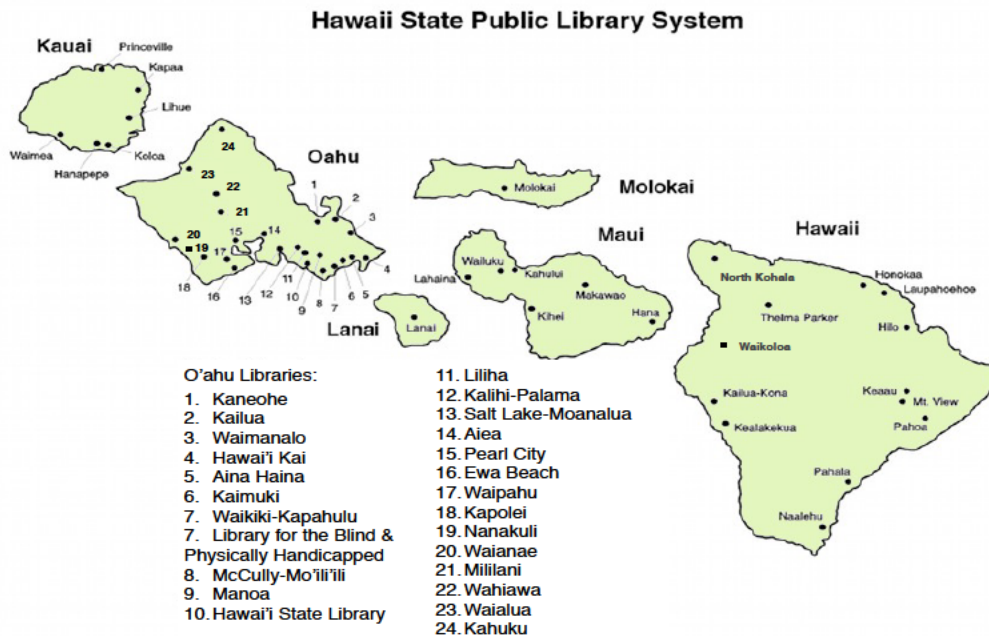 Hawaii State Public Library System
Kauai
Princeville
Kapaa
Lihue
Waimea
Koloa
Hanapepe
Oahu
24
23
22
21
20
19
18
17
16
15
14
13
12
11
10
9
8
7
6
5
4
3
2
1
Molokai
Molokai
Maui
Wailuku
Kahului
Lahaina
Makawao
Kihei
Hana
Lanai
Lanai
Hawaii
North Kohala
Honokaa
Laupahoehoe
Thelma Parker
Hilo
Waikoloa
Kailua-Kona
Keaau
Mt. View
Kealakekua
Pahoa
Pahala
Naalehu
O'ahu Libraries:
1. Kaneohe
2. Kailua
3. Waimanalo
4. Hawai'i Kai
5. Aina Haina
6. Kaimuki
7. Waikiki-Kapahulu
7. Library for the Blind &
Physically Handicapped
8. McCully-Mo'ili'ili
9. Manoa
10. Hawai'i State Library
11. Liliha
12. Kalihi-Palama
13. Salt Lake-Moanalua
14. Aiea
15. Pearl City
16. Ewa Beach
17. Waipahu
18. Kapolei
19. Nanakuli
20. Waianae
21. Mililani
22. Wahiawa
23. Waialua
24. Kahuku